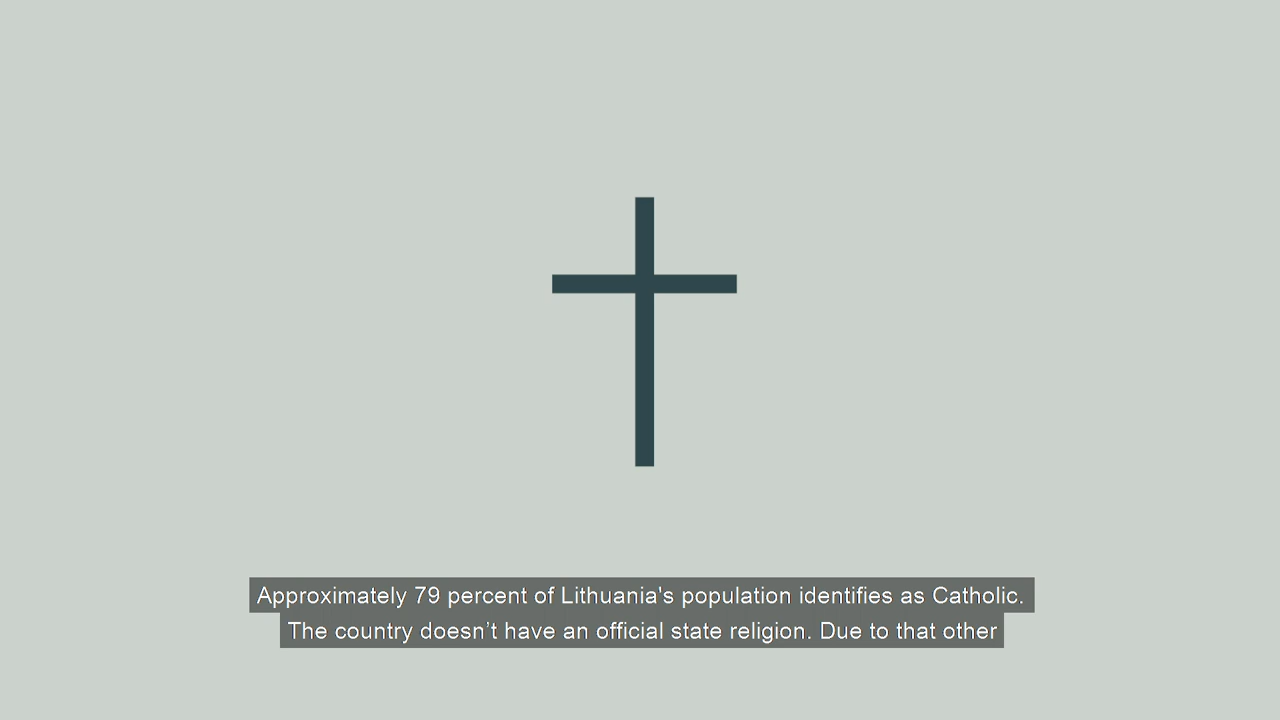 Approximately 79 percent of Lithuania's population identifies as Catholic.
The country doesn’t have an official state religion. Due to that other